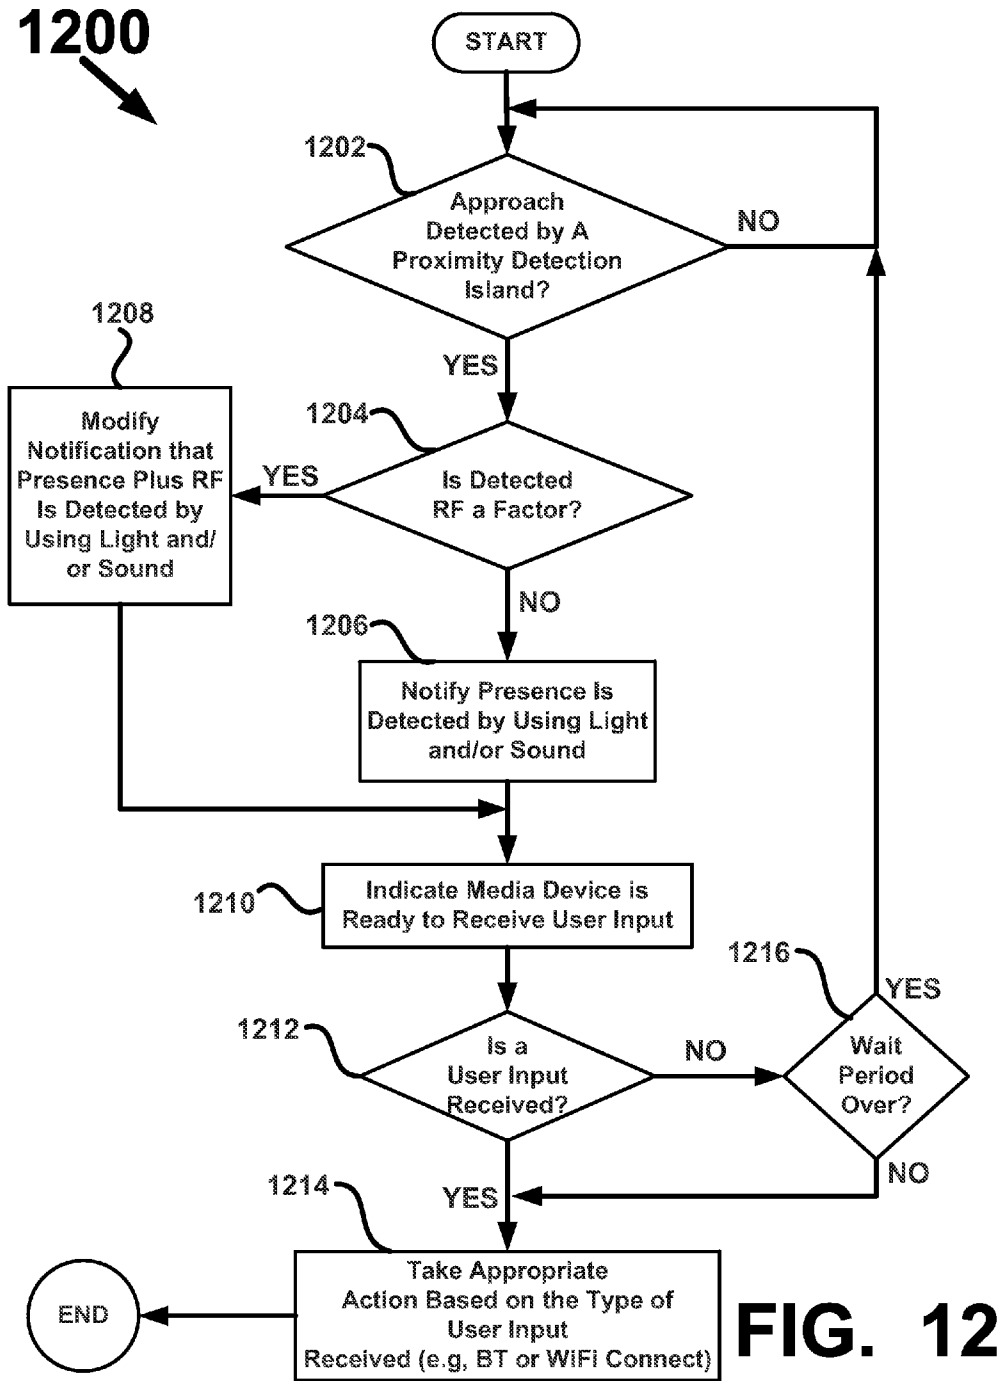 1200
START
1202
Approach
Detected by A
Proximity Detection
Island?
NO
YES
1208
Modify
Notification that
Presence Plus RF
Is Detected by
Using Light and/
or Sound
1204
YES
Is Detected
RF a Factor?
NO
1206
Notify Presence Is
Detected by Using Light
and/or Sound
1210
Indicate Media Device is
Ready to Receive User Input
1216
YES
1212
Is a
User Input
Received?
NO
Wait
Period
Over?
NO
YES
1214
Take Appropriate
Action Based on the Type of
User Input
Received (e.g, BT or WiFi Connect)
END
FIG. 12